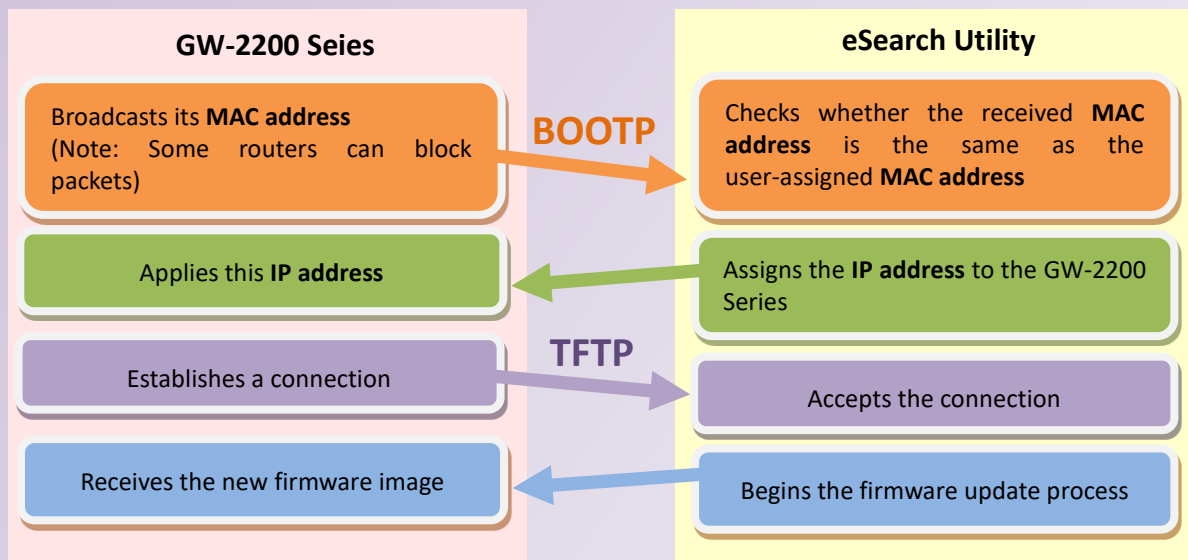 GW-2200 Seies
Broadcasts its MAC address
(Note: Some routers can block
packets)
Applies this IP address
Establishes a connection
Receives the new firmware image
BOOTP
TFTP
eSearch Utility
Checks whether the received MAC
address is the same as the
user-assigned MAC address
Assigns the IP address to the GW-2200
Series
Accepts the connection
Begins the firmware update process